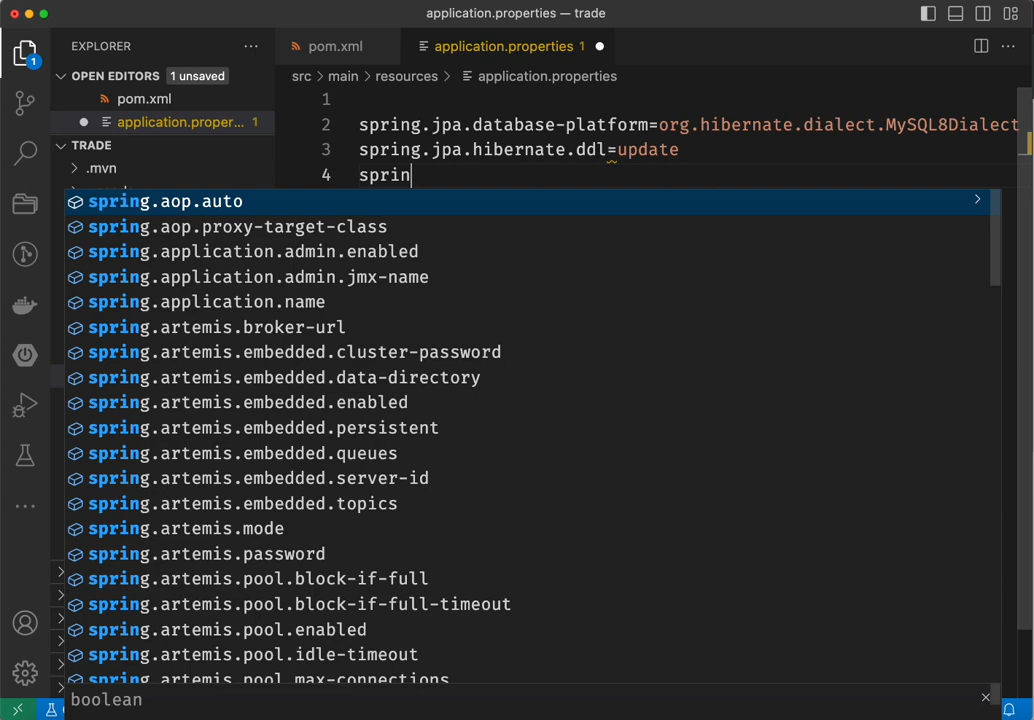 application.properties — trade
EXPLORER
pom.xml
application.properties 1
OPEN EDITORS 1 unsaved
src > main > resources > application.properties
pom.xml
1
application.proper... 1
2 spring.jpa.database-platform=org.hibernate.dialect.MySQL8Dialect
TRADE
3 spring.jpa.hibernate.ddl=update
.mvn
4 sprin
spring.aop.auto
spring.aop.proxy-target-class
spring.application.admin.enabled
spring.application.admin.jmx-name
spring.application.name
spring.artemis.broker-url
spring.artemis.embedded.cluster-password
spring.artemis.embedded.data-directory
spring.artemis.embedded.enabled
spring.artemis.embedded.persistent
spring.artemis.embedded.queues
spring.artemis.embedded.server-id
spring.artemis.embedded.topics
spring.artemis.mode
spring.artemis.password
spring.artemis.pool.block-if-full
spring.artemis.pool.block-if-full-timeout
spring.artemis.pool.enabled
spring.artemis.pool.idle-timeout
spring.artemis.pool.max-connections
boolean
1